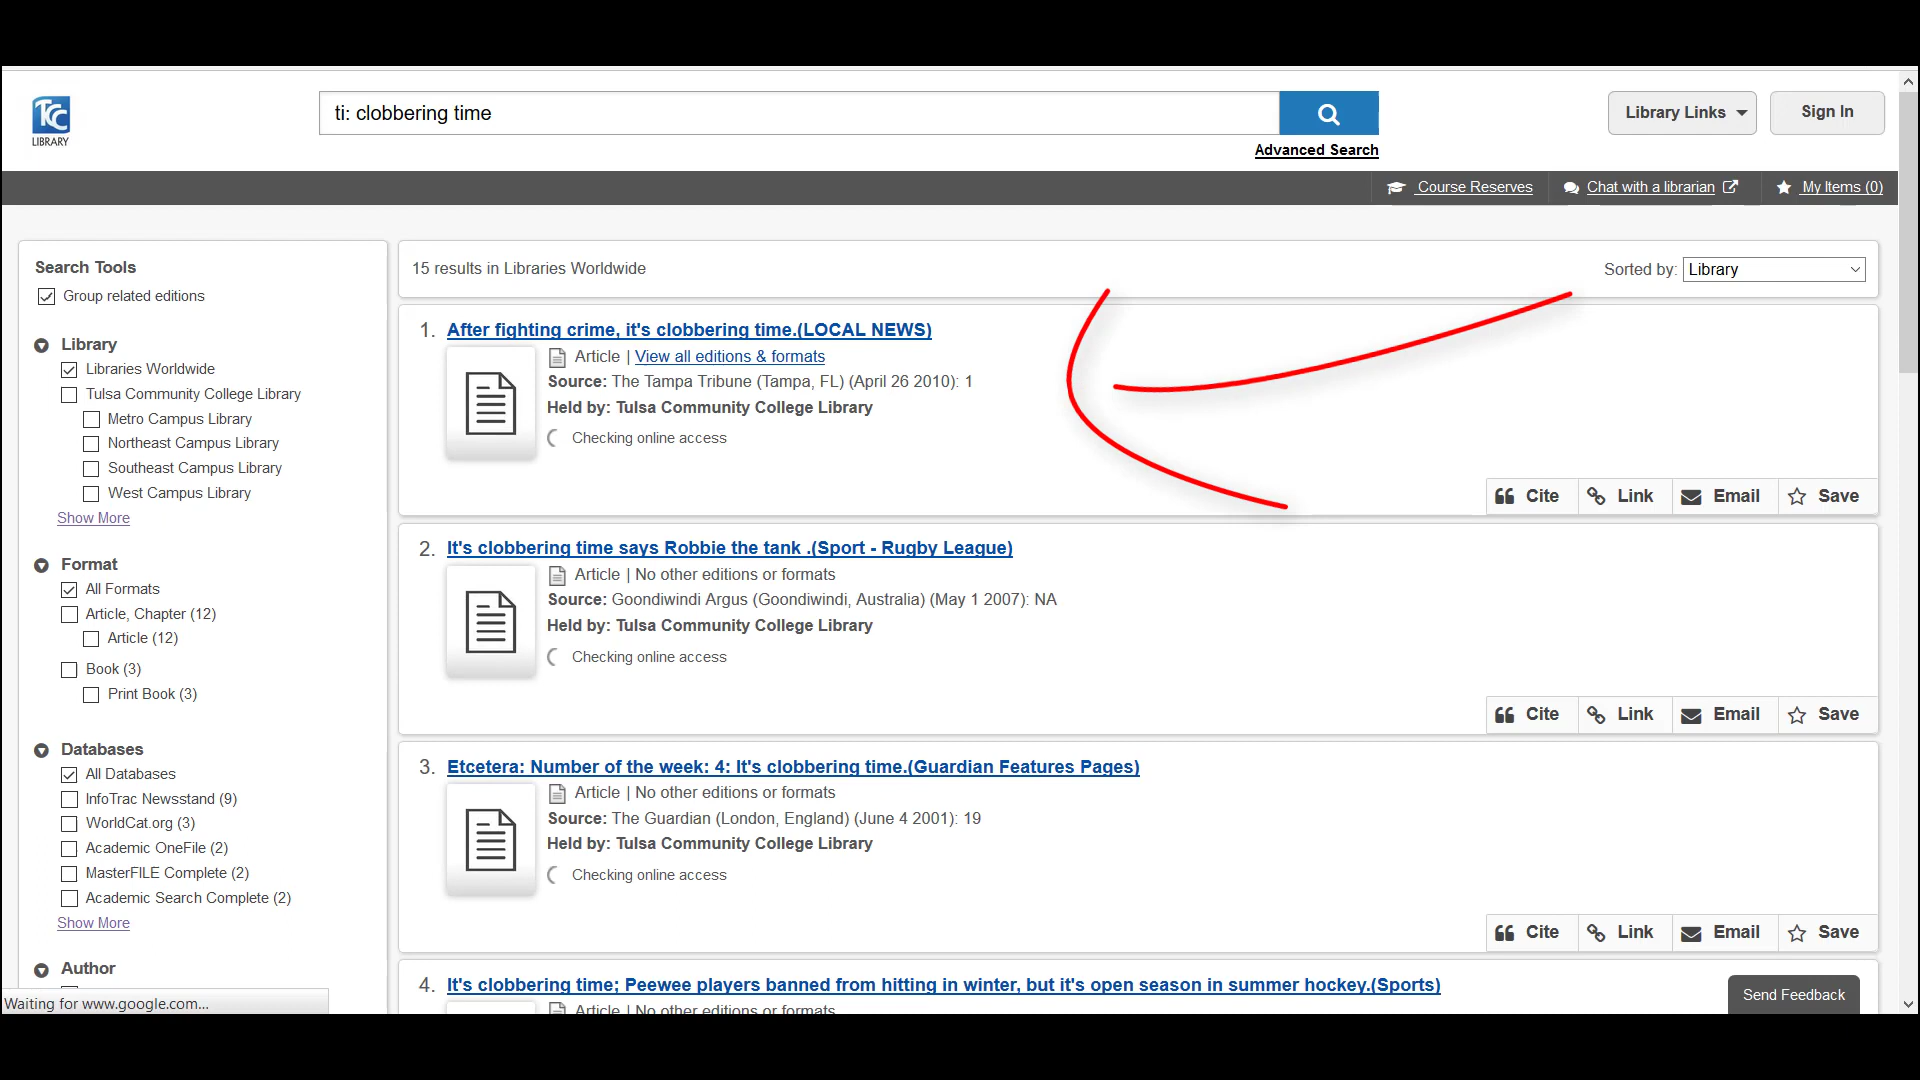 TCC
LIBRARY
ti: clobbering time
Advanced Search
Library Links
Sign In
Course Reserves
Chat with a librarian
My Items (0)
Search Tools
Group related editions
Library
Libraries Worldwide
Tulsa Community College Library
Metro Campus Library
Northeast Campus Library
Southeast Campus Library
West Campus Library
Show More
Format
All Formats
Article, Chapter (12)
Article (12)
Book (3)
Print Book (3)
Databases
All Databases
InfoTrac Newsstand (9)
WorldCat.org (3)
Academic OneFile (2)
MasterFILE Complete (2)
Academic Search Complete (2)
Show More
Author
Waiting for www.google.com...
15 results in Libraries Worldwide
Sorted by: Library
1. After fighting crime, it's clobbering time.(LOCAL NEWS)
Article | View all editions & formats
Source: The Tampa Tribune (Tampa, FL) (April 26 2010): 1
Held by: Tulsa Community College Library
Checking online access
Cite Link Email Save
2. It's clobbering time says Robbie the tank .(Sport - Rugby League)
Article | No other editions or formats
Source: Goondiwindi Argus (Goondiwindi, Australia) (May 1 2007): NA
Held by: Tulsa Community College Library
Checking online access
Cite Link Email Save
3. Etcetera: Number of the week: 4: It's clobbering time.(Guardian Features Pages)
Article | No other editions or formats
Source: The Guardian (London, England) (June 4 2001): 19
Held by: Tulsa Community College Library
Checking online access
Cite Link Email Save
4. It's clobbering time; Peewee players banned from hitting in winter, but it's open season in summer hockey.(Sports)
Article | No other editions or formats
Send Feedback